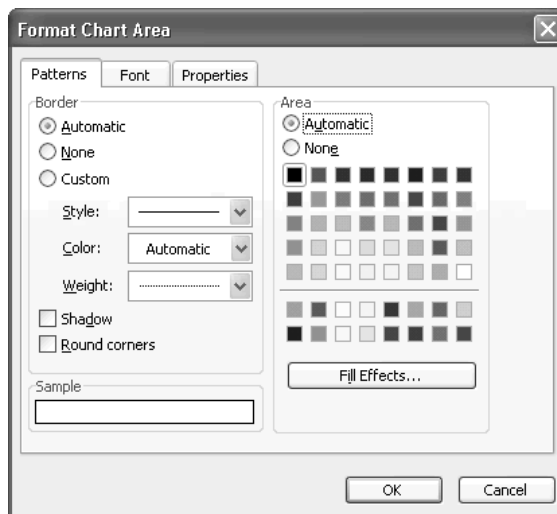 Format Chart Area
Patterns Font Properties
Border
Automatic
None
Custom
Style:
Color: Automatic
Weight:
Shadow
Round corners
Sample
Area
Automatic
None
Fill Effects...
OK Cancel